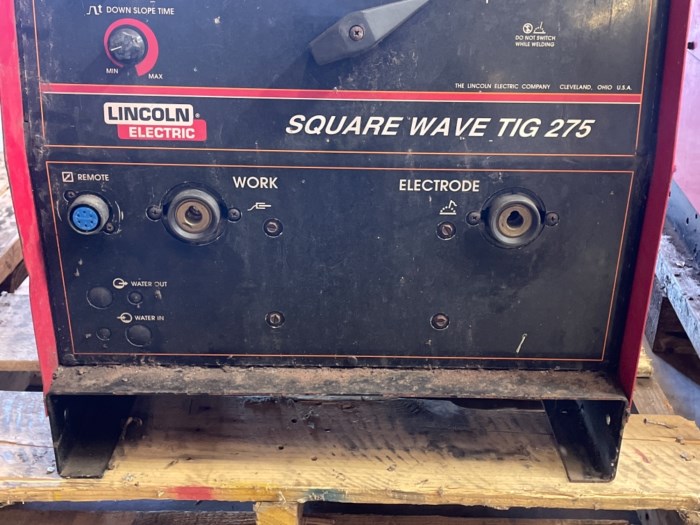 DOWN SLOPE TIME
MIN
MAX
DO NOT SWITCH
WHILE WELDING
THE LINCOLN ELECTRIC COMPANY CLEVELAND, OHIO U.S.A.
LINCOLN
ELECTRIC
SQUARE WAVE TIG 275
REMOTE
WORK
ELECTRODE
WATER OUT
WATER IN